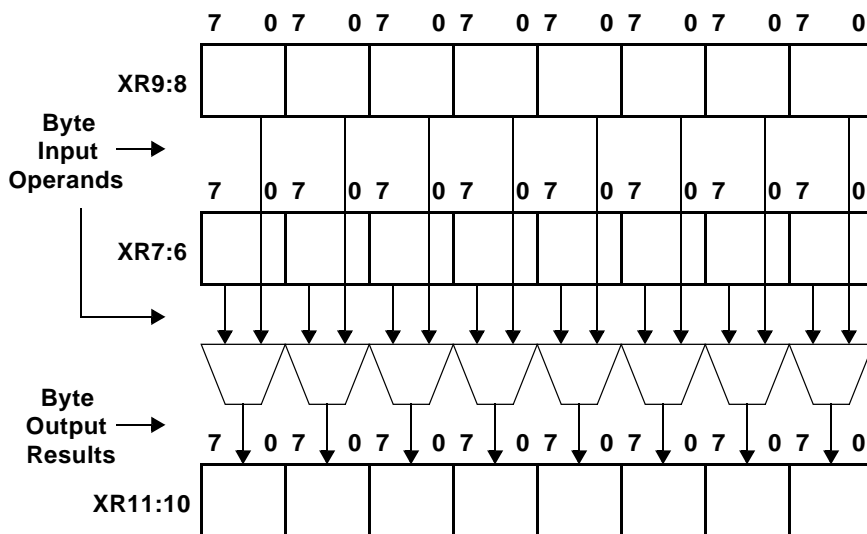 7 0 7 0 7 0 7 0 7 0 7 0 7 0 7 0
XR9:8
Byte
Input
Operands
7 0 7 0 7 0 7 0 7 0 7 0 7 0 7 0
XR7:6
Byte
Output
Results
7 0 7 0 7 0 7 0 7 0 7 0 7 0 7 0
XR11:10